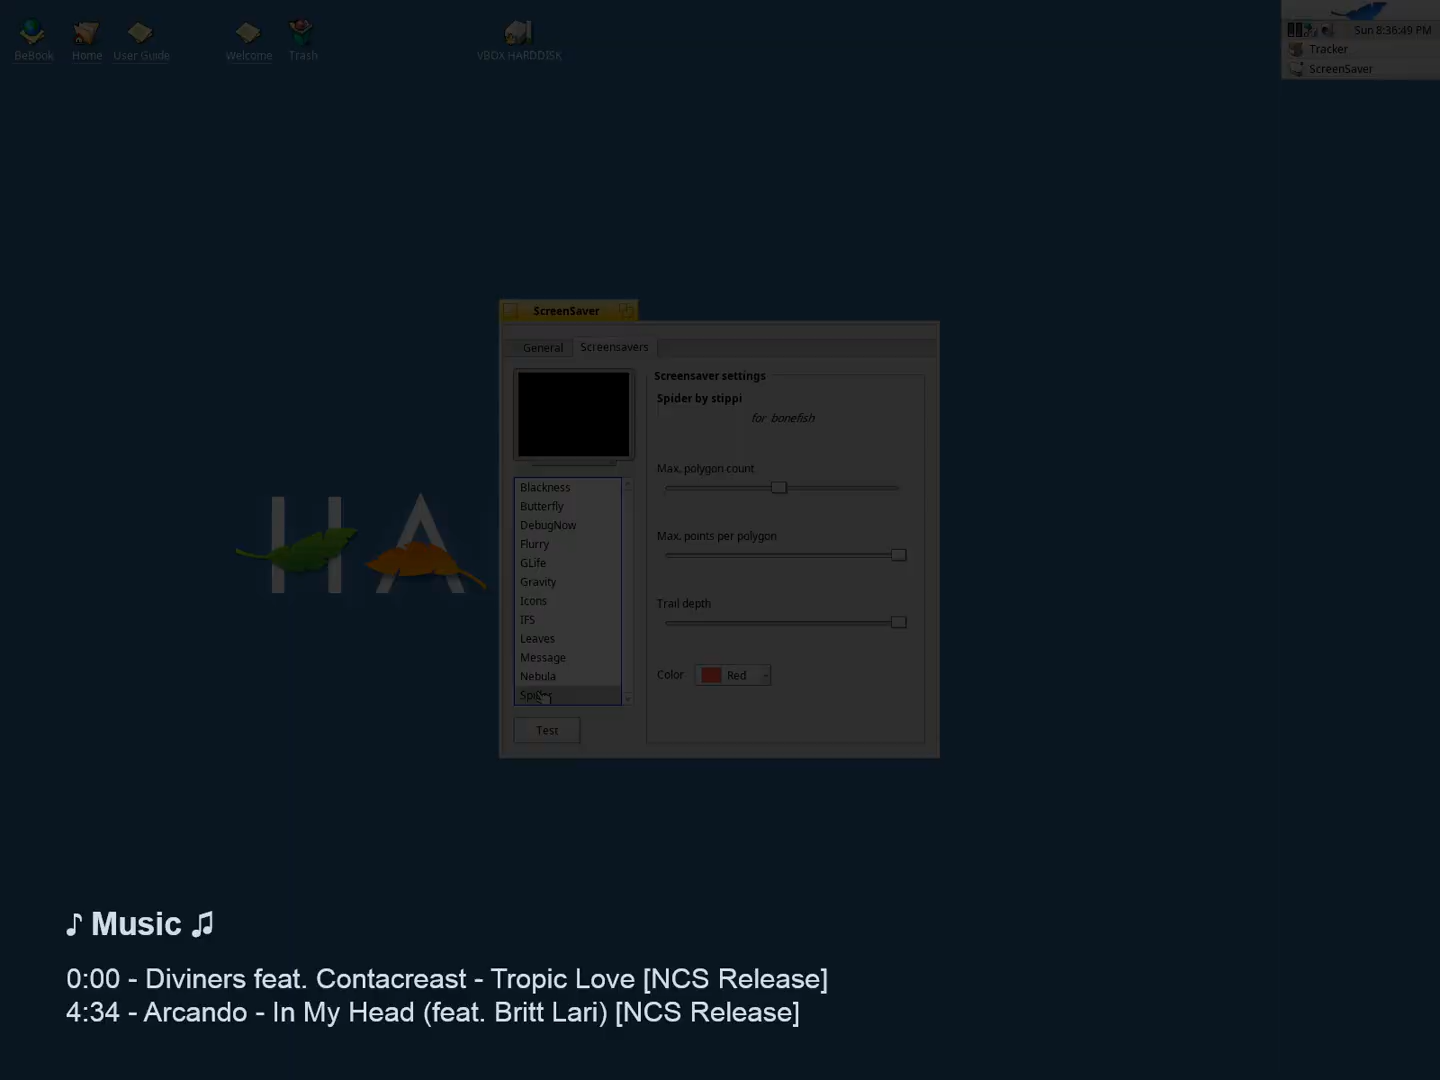 BeBook Home User Guide Welcome Trash VBOX HARDDISK
Sun 8:36:49 PM
Tracker
ScreenSaver
ScreenSaver
General Screensavers
Screensaver settings
Spider by stippi
for bonefish
Max. polygon count
Max. points per polygon
Trail depth
Color Red
Blackness
Butterfly
DebugNow
Flurry
GLife
Gravity
Icons
IFS
Leaves
Message
Nebula
Spider
Test
HA
♪ Music ♫
0:00 - Diviners feat. Contacreast - Tropic Love [NCS Release]
4:34 - Arcando - In My Head (feat. Britt Lari) [NCS Release]